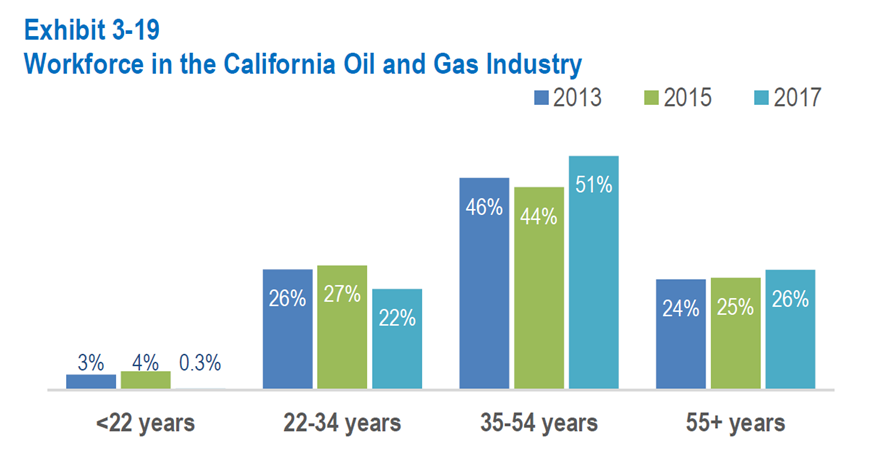 Exhibit 3-19
Workforce in the California Oil and Gas Industry
2013 2015 2017
3% 4% 0.3%
26% 27% 22%
46% 44% 51%
24% 25% 26%
<22 years 22-34 years 35-54 years 55+ years